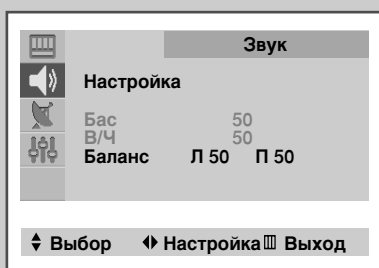 Звук
Настройка
Бас 50
В/Ч 50
Баланс Л 50 П 50
Выбор Настройка Выход